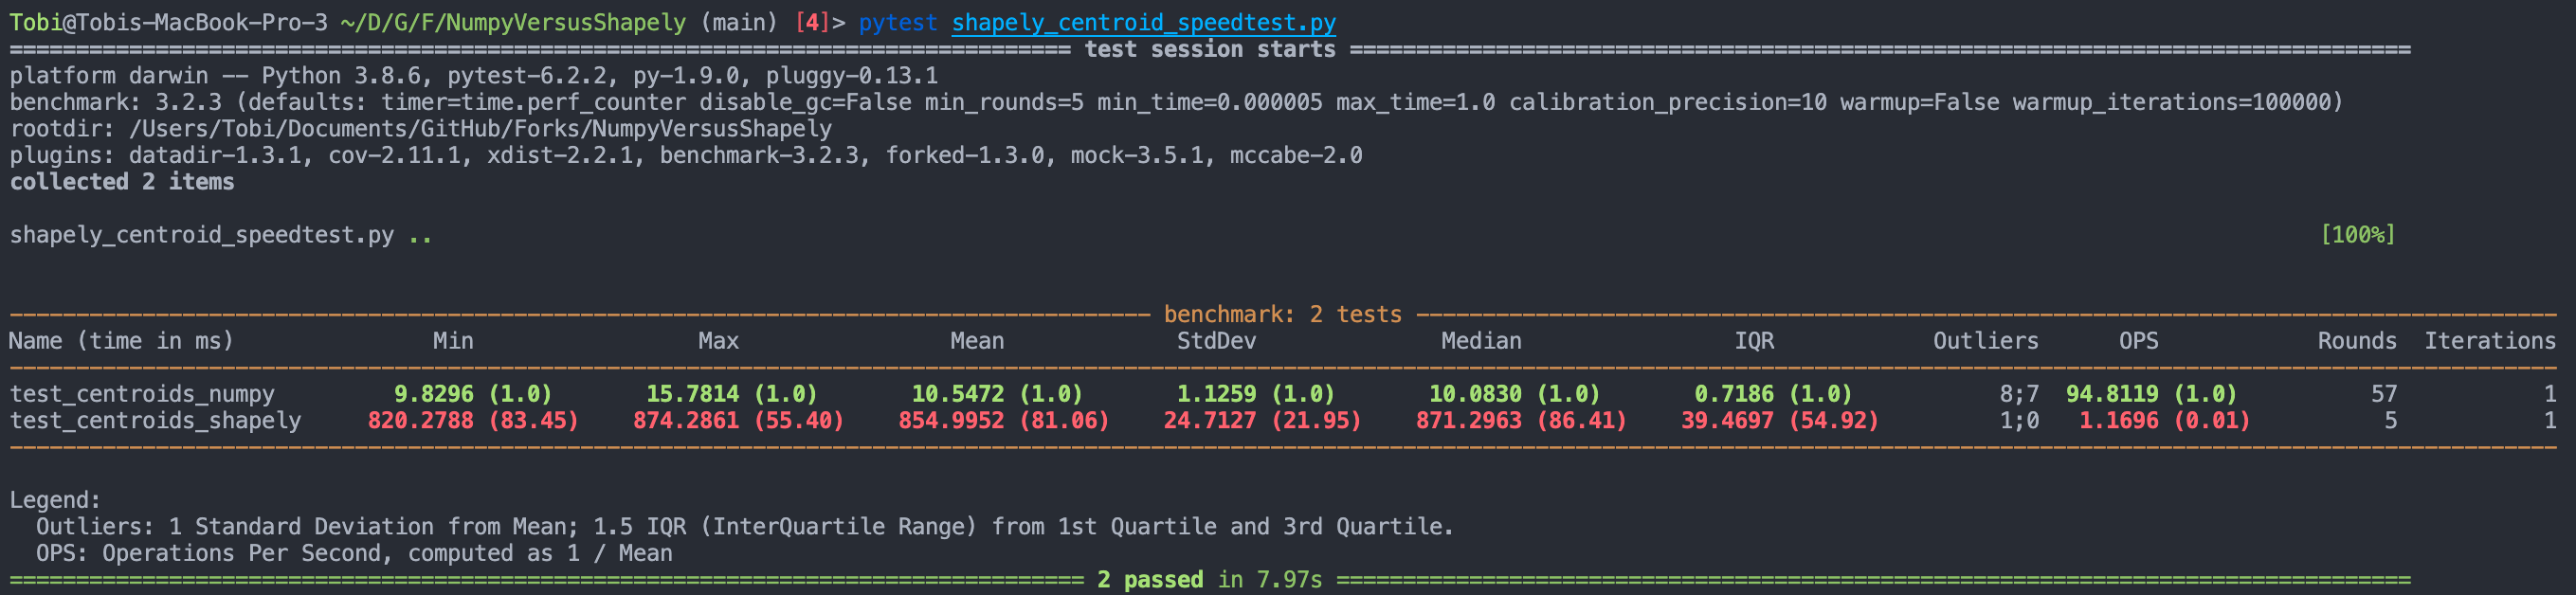 Tobi@Tobis-MacBook-Pro-3 ~/D/G/F/NumpyVersusShapely (main) [4]> pytest shapely_centroid_speedtest.py
================================================================================ test session starts ================================================================================
platform darwin -- Python 3.8.6, pytest-6.2.2, py-1.9.0, pluggy-0.13.1
benchmark: 3.2.3 (defaults: timer=time.perf_counter disable_gc=False min_rounds=5 min_time=0.000005 max_time=1.0 calibration_precision=10 warmup=False warmup_iterations=100000)
rootdir: /Users/Tobi/Documents/GitHub/Forks/NumpyVersusShapely
plugins: datadir-1.3.1, cov-2.11.1, xdist-2.2.1, benchmark-3.2.3, forked-1.3.0, mock-3.5.1, mccabe-2.0
collected 2 items
shapely_centroid_speedtest.py .. [100%]
-------------------------------------------------------------------------------------- benchmark: 2 tests --------------------------------------------------------------------------------------
Name (time in ms) Min Max Mean StdDev Median IQR Outliers OPS Rounds Iterations
test_centroids_numpy 9.8296 (1.0) 15.7814 (1.0) 10.5472 (1.0) 1.1259 (1.0) 10.0830 (1.0) 0.7186 (1.0) 8;7 94.8119 (1.0) 57 1
test_centroids_shapely 820.2788 (83.45) 874.2861 (55.40) 854.9952 (81.06) 24.7127 (21.95) 871.2963 (86.41) 39.4697 (54.92) 1;0 1.1696 (0.01) 5 1
Legend:
Outliers: 1 Standard Deviation from Mean; 1.5 IQR (InterQuartile Range) from 1st Quartile and 3rd Quartile.
OPS: Operations Per Second, computed as 1 / Mean
================================================================================= 2 passed in 7.97s =================================================================================